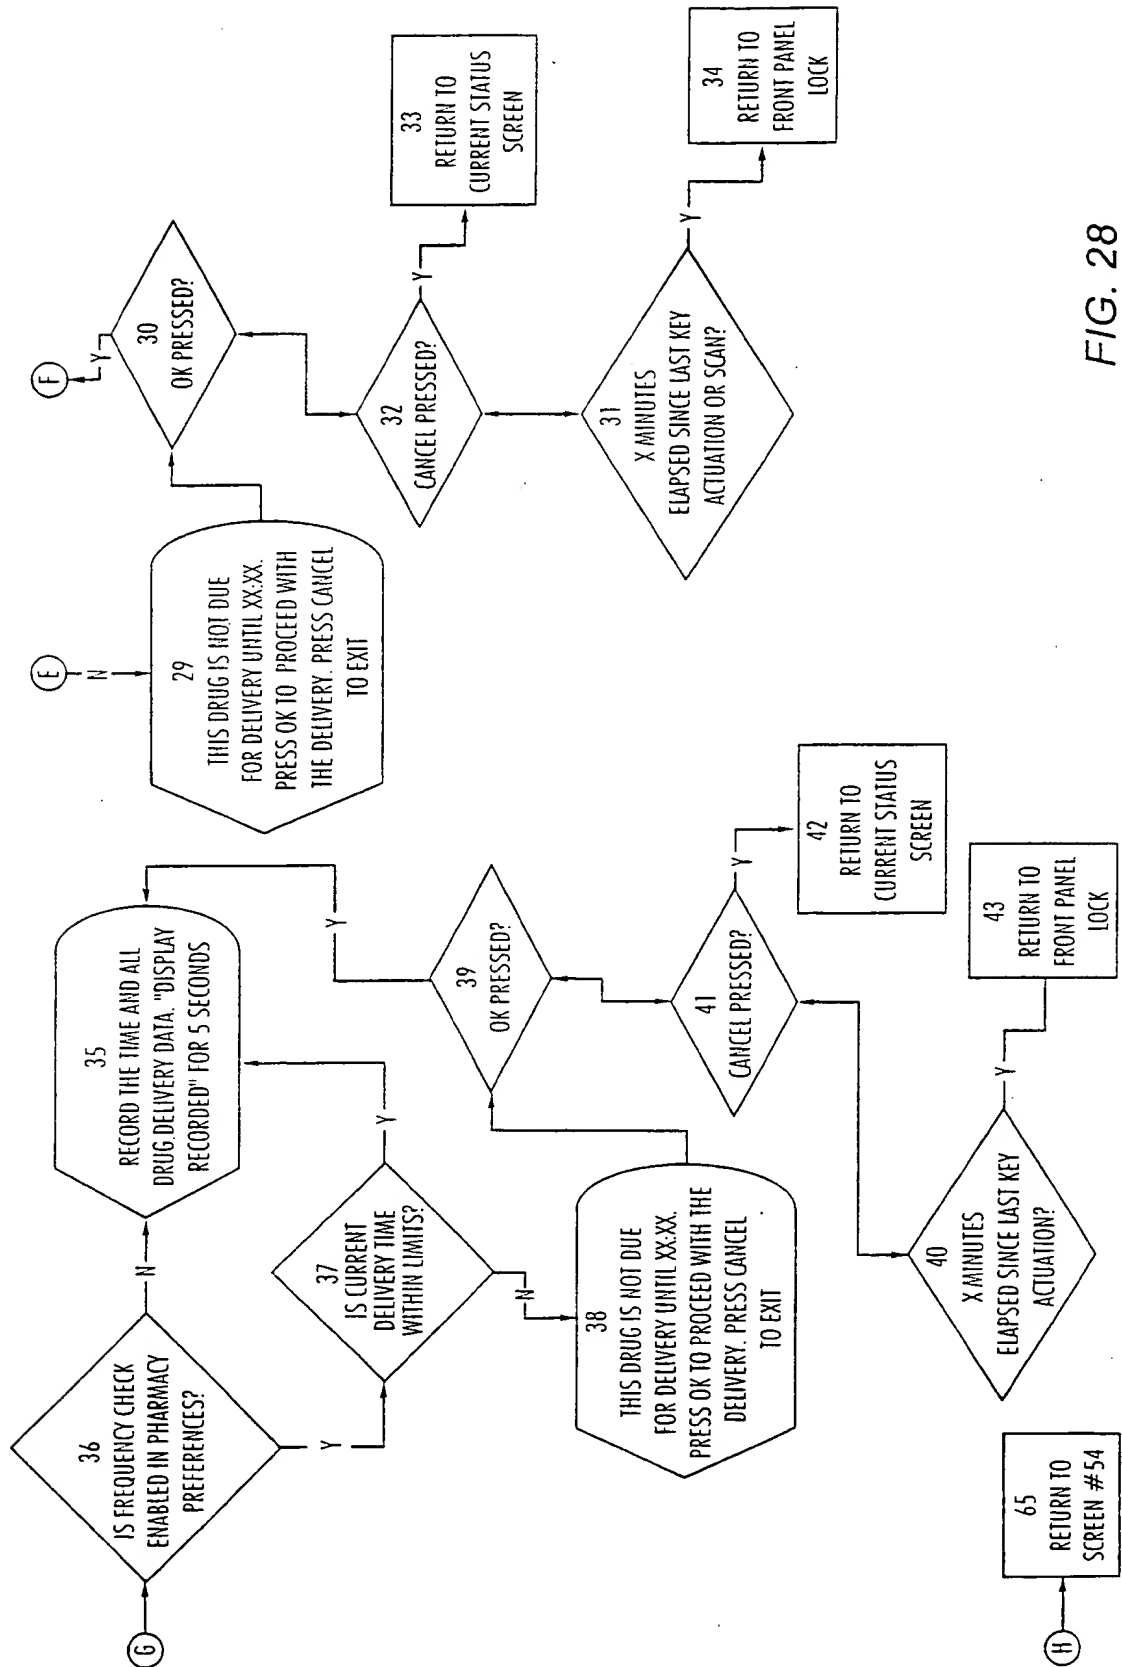 G
36
IS FREQUENCY CHECK
ENABLED IN PHARMACY
PREFERENCES?
N
Y
35
RECORD THE TIME AND ALL
DRUG DELIVERY DATA. "DISPLAY
RECORDED" FOR 5 SECONDS
37
IS CURRENT
DELIVERY TIME
WITHIN LIMITS?
Y
N
38
THIS DRUG IS NOT DUE
FOR DELIVERY UNTIL XX:XX.
PRESS OK TO PROCEED WITH THE
DELIVERY. PRESS CANCEL
TO EXIT
39
OK PRESSED?
Y
41
CANCEL PRESSED?
Y
42
RETURN TO
CURRENT STATUS
SCREEN
40
X MINUTES
ELAPSED SINCE LAST KEY
ACTUATION?
Y
43
RETURN TO
FRONT PANEL
LOCK
H
65
RETURN TO
SCREEN #54
E
N
29
THIS DRUG IS NOT DUE
FOR DELIVERY UNTIL XX:XX.
PRESS OK TO PROCEED WITH
THE DELIVERY. PRESS CANCEL
TO EXIT
F
Y
30
OK PRESSED?
32
CANCEL PRESSED?
Y
33
RETURN TO
CURRENT STATUS
SCREEN
31
X MINUTES
ELAPSED SINCE LAST KEY
ACTUATION OR SCAN?
Y
34
RETURN TO
FRONT PANEL
LOCK
FIG. 28